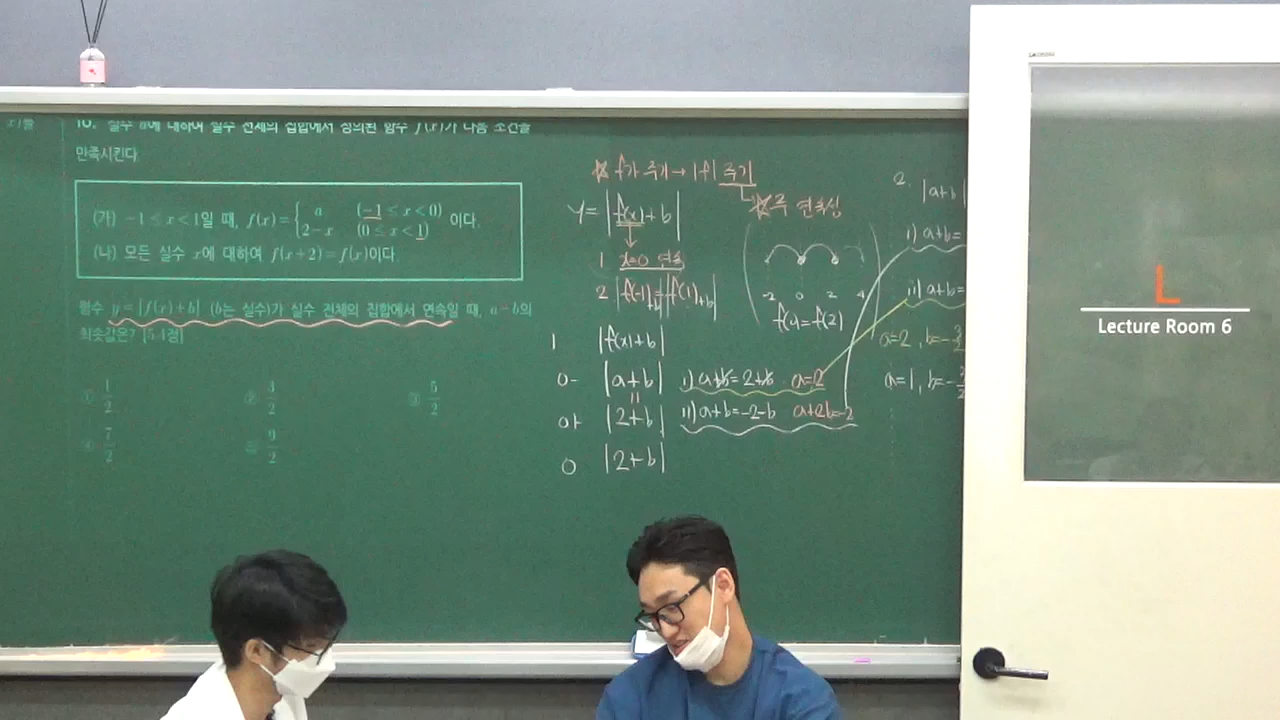 10. 실수 a에 대하여 실수 전체의 집합에서 정의된 함수 f(x)가 다음 조건을
만족시킨다.
(가) −1≤x<1일 때, f(x)={ a (−1≤x<0) 2−x (0≤x<1) 이다.
(나) 모든 실수 x에 대하여 f(x+2)=f(x)이다.
함수 y=|f(x)+b| (b는 실수)가 실수 전체의 집합에서 연속일 때, a−b의
최솟값은?
① 1/2
③ 5/2
④ 7/2
⑤ 9/2
☆ f가 주기→|f| 주기
☆주 연속성
y=|f(x)+b|
1 x=0 연속
2 |f(-1)+b|=|f(1)+b|
-2 0 2 4
f(0)=f(2)
1 |f(x)+b|
0- |a+b|
=
0+ |2+b|
0 |2+b|
i) a+b=2+b a=2
ii) a+b=-2-b a+2b=-2
2. |a+b|
i) a+b=
ii) a+b=
a=2, b=-3/2
a=1, b=-3/2
L
Lecture Room 6